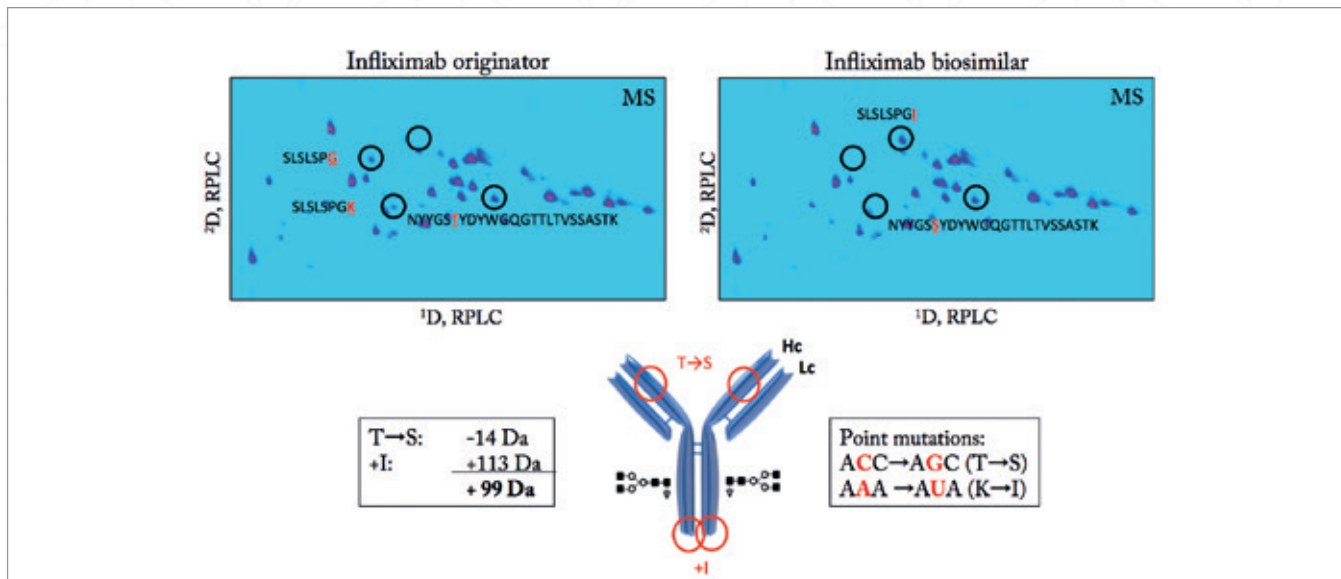 Infliximab originator
MS
SLSLSPG
SLSLSPGK
NYYGSTYDYWGQGTTLTVSSASTK
²D, RPLC
¹D, RPLC
Infliximab biosimilar
MS
SLSLSPGI
NYYGSSYDYWGQGTTLTVSSASTK
²D, RPLC
¹D, RPLC
T→S
Hc
Lc
+I
T→S: -14 Da
+I: +113 Da
+ 99 Da
Point mutations:
ACC→AGC (T→S)
AAA →AUA (K→I)